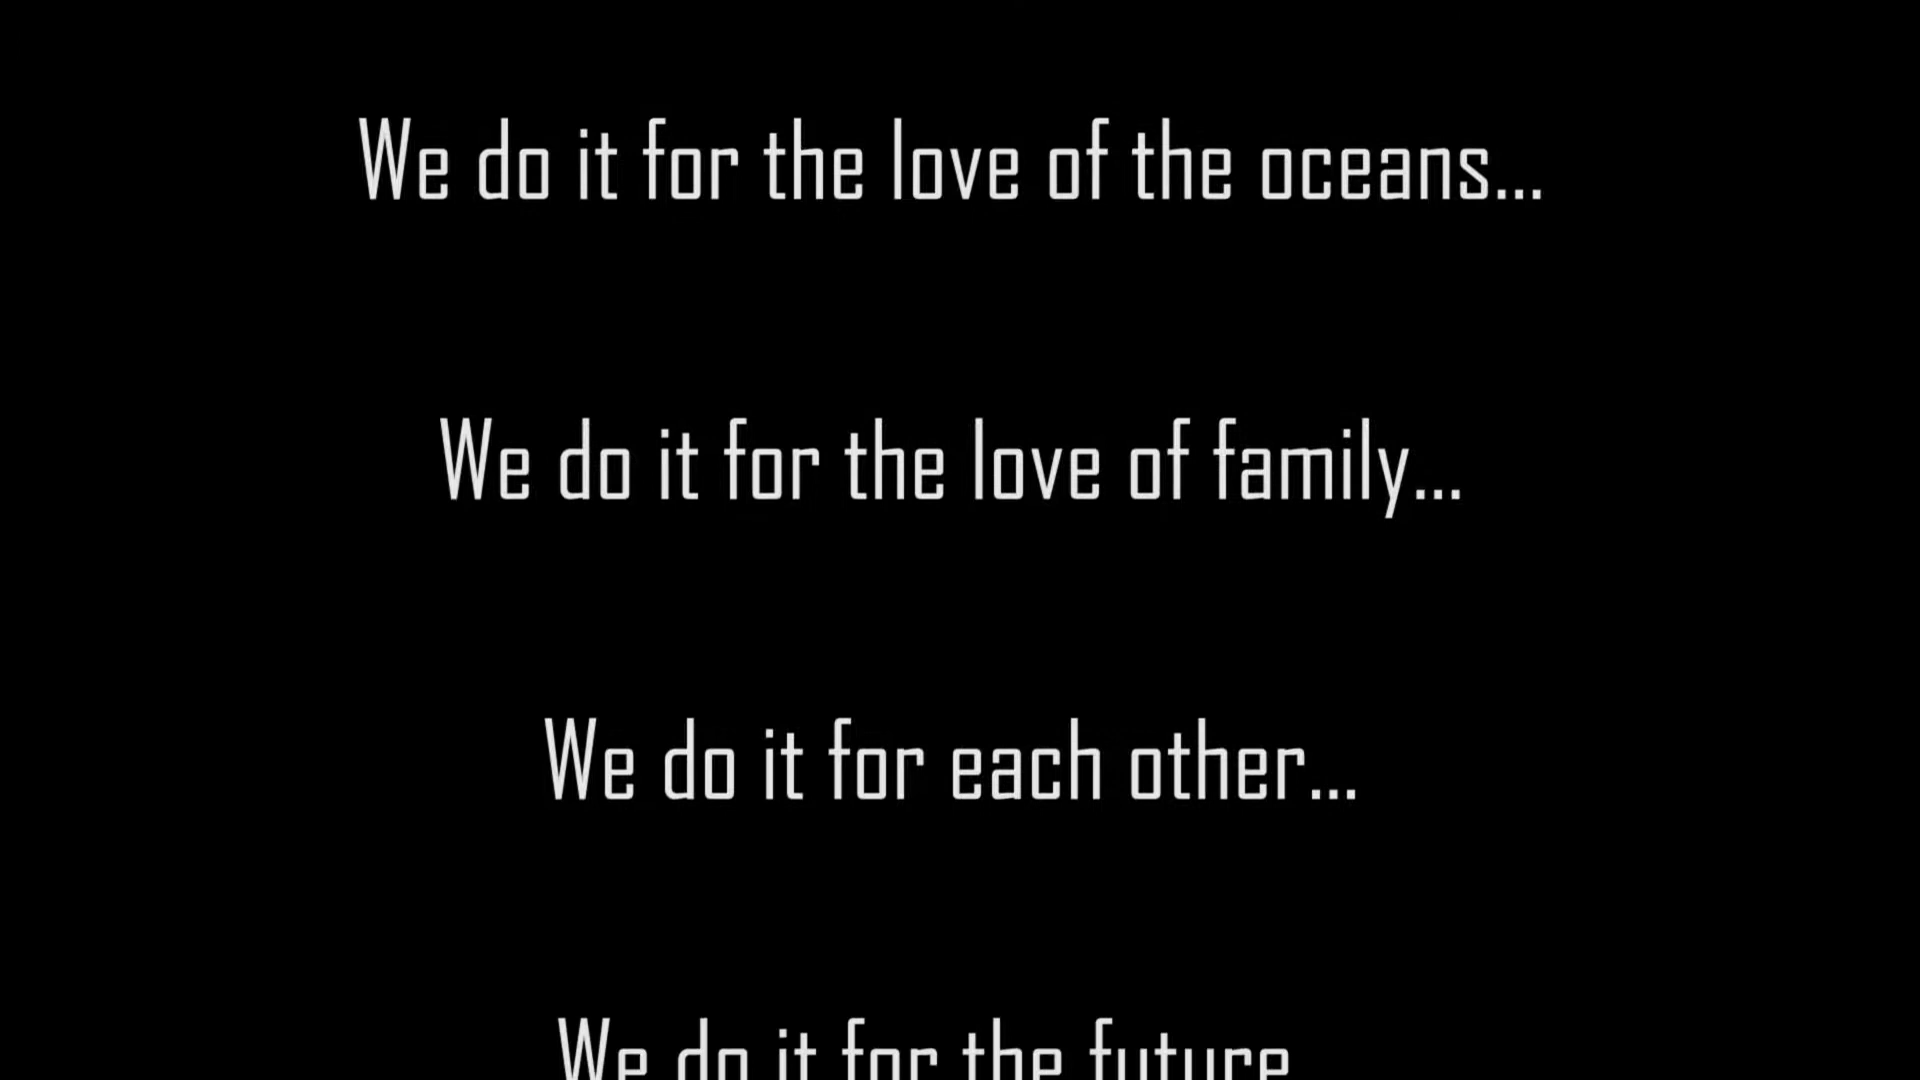 We do it for the love of the oceans...
We do it for the love of family...
We do it for each other...
We do it for the future